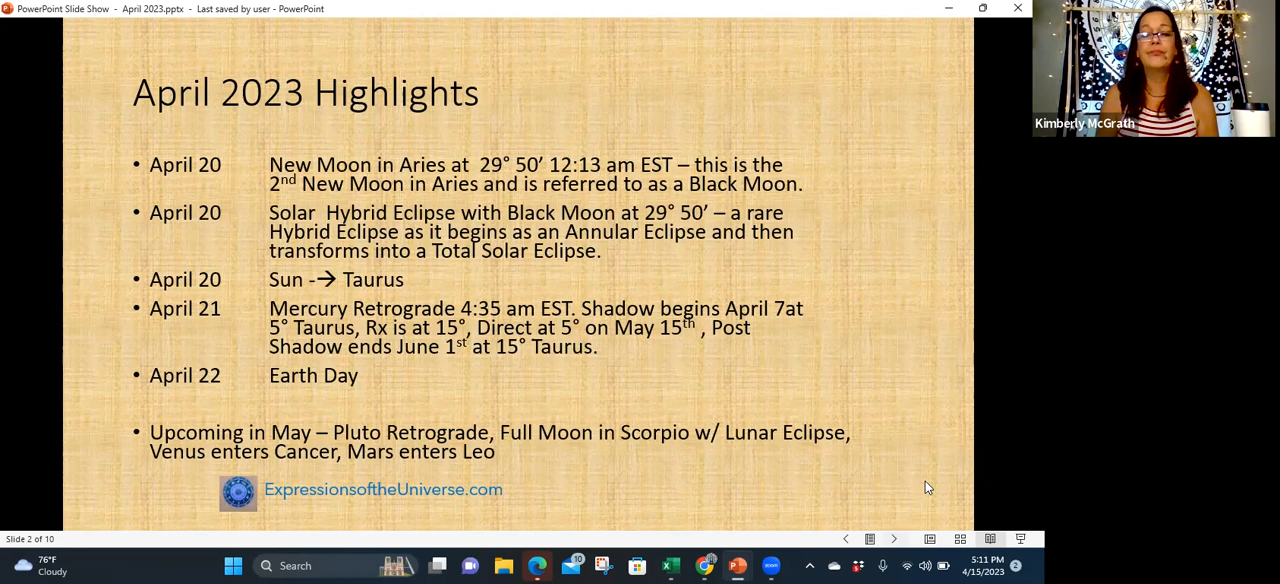 PowerPoint Slide Show - April 2023.pptx - Last saved by user - PowerPoint
Kimberly McGrath
April 2023 Highlights
• April 20 New Moon in Aries at 29° 50’ 12:13 am EST – this is the
2nd New Moon in Aries and is referred to as a Black Moon.
• April 20 Solar Hybrid Eclipse with Black Moon at 29° 50’ – a rare
Hybrid Eclipse as it begins as an Annular Eclipse and then
transforms into a Total Solar Eclipse.
• April 20 Sun -→ Taurus
• April 21 Mercury Retrograde 4:35 am EST. Shadow begins April 7at
5° Taurus, Rx is at 15°, Direct at 5° on May 15th , Post
Shadow ends June 1st at 15° Taurus.
• April 22 Earth Day
• Upcoming in May – Pluto Retrograde, Full Moon in Scorpio w/ Lunar Eclipse,
Venus enters Cancer, Mars enters Leo
ExpressionsoftheUniverse.com
Slide 2 of 10
76°F
Cloudy
Search
10
zoom
5:11 PM
4/15/2023
2